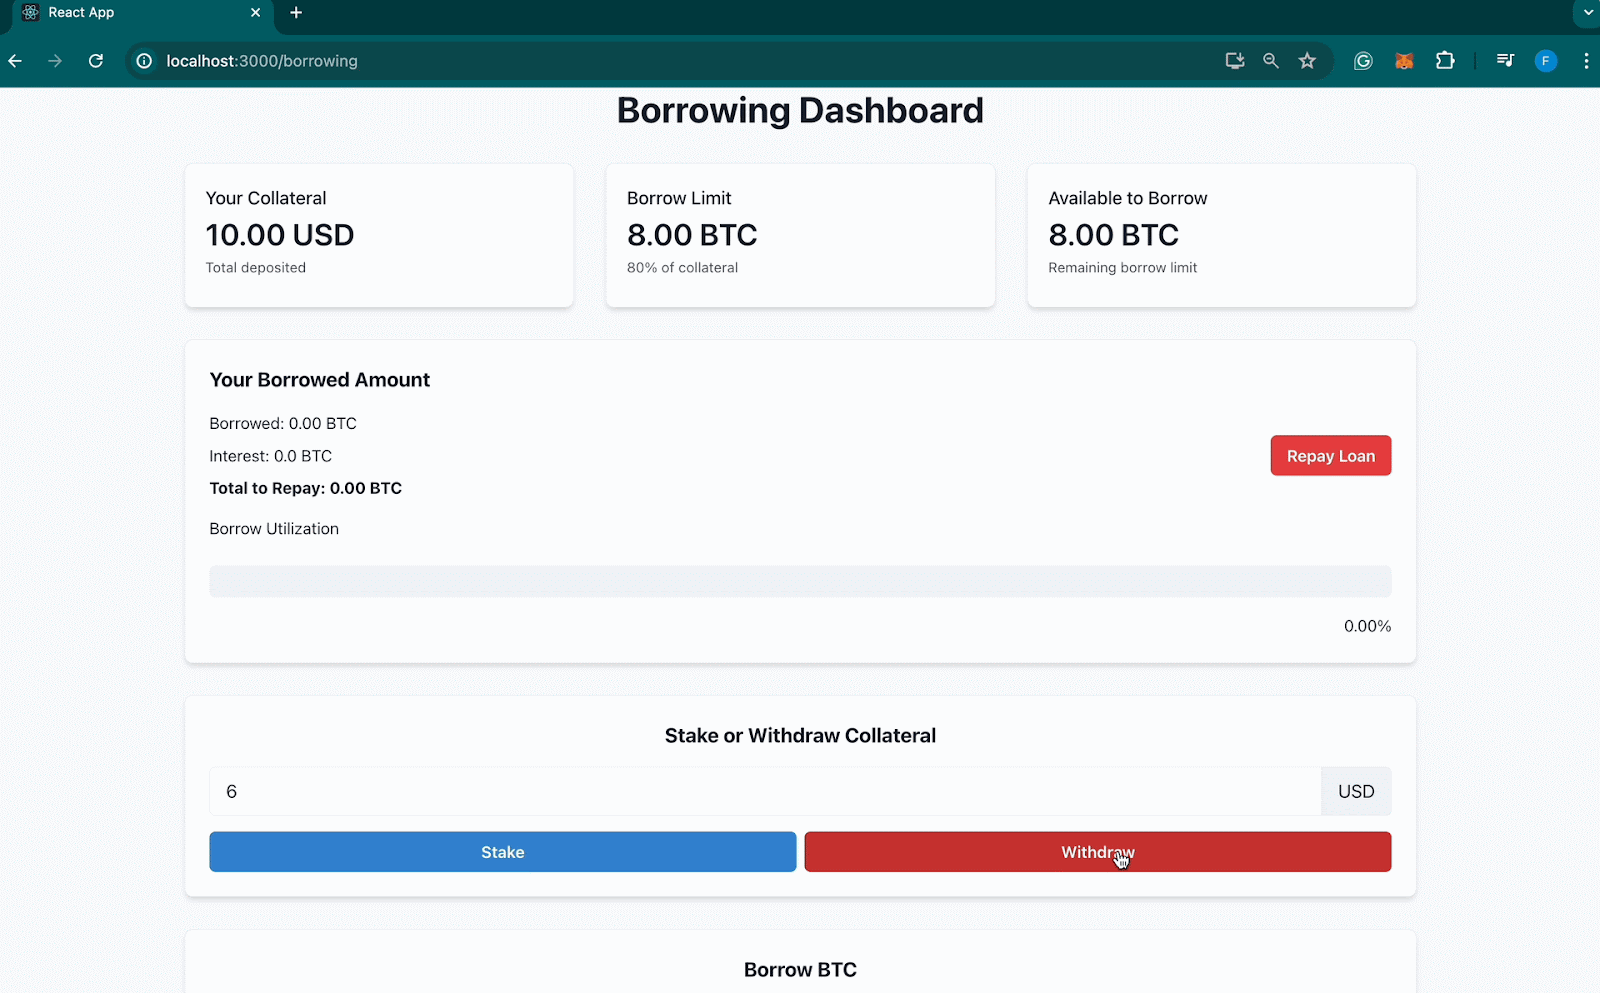 React App
localhost:3000/borrowing
F
Borrowing Dashboard
Your Collateral
10.00 USD
Total deposited
Borrow Limit
8.00 BTC
80% of collateral
Available to Borrow
8.00 BTC
Remaining borrow limit
Your Borrowed Amount
Borrowed: 0.00 BTC
Interest: 0.0 BTC
Total to Repay: 0.00 BTC
Repay Loan
Borrow Utilization
0.00%
Stake or Withdraw Collateral
6 USD
Stake
Withdraw
Borrow BTC